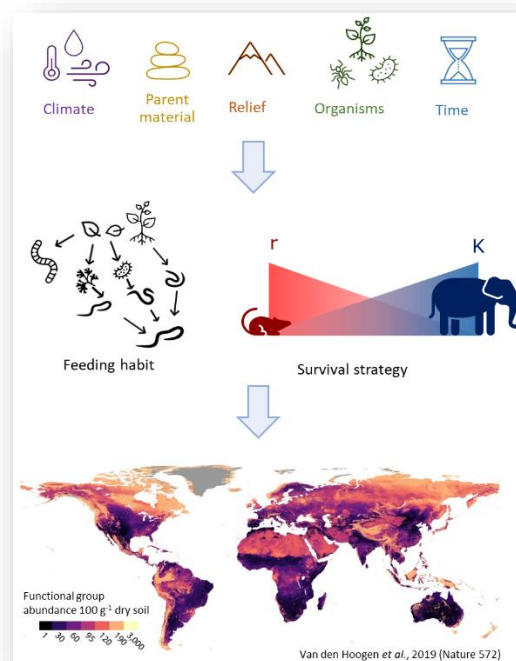 Climate
Parent
material
Relief
Organisms
Time
r
K
Feeding habit
Survival strategy
Functional group
abundance 100 g⁻¹ dry soil
1 30 60 95 120 190 3,000
Van den Hoogen et al., 2019 (Nature 572)